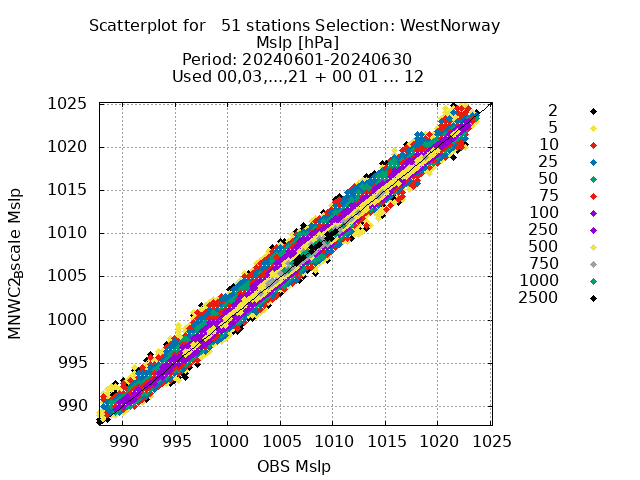 Scatterplot for   51 stations Selection: WestNorway
Mslp [hPa]
Period: 20240601-20240630
Used 00,03,...,21 + 00 01 ... 12
1025
1020
1015
1010
1005
1000
995
990
990 995 1000 1005 1010 1015 1020 1025
OBS Mslp
MNWC2.5scale Mslp
2
5
10
25
50
75
100
250
500
750
1000
2500